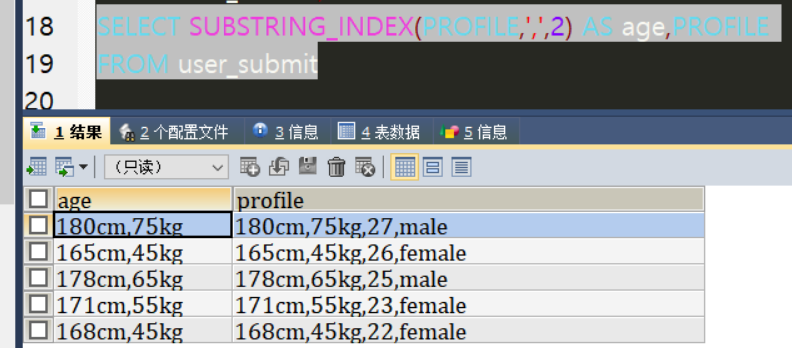 18 SELECT SUBSTRING_INDEX(PROFILE,',',2) AS age,PROFILE
19 FROM user_submit
20
1 结果 2 个配置文件 3 信息 4 表数据 5 信息
(只读)
age profile
180cm,75kg 180cm,75kg,27,male
165cm,45kg 165cm,45kg,26,female
178cm,65kg 178cm,65kg,25,male
171cm,55kg 171cm,55kg,23,female
168cm,45kg 168cm,45kg,22,female